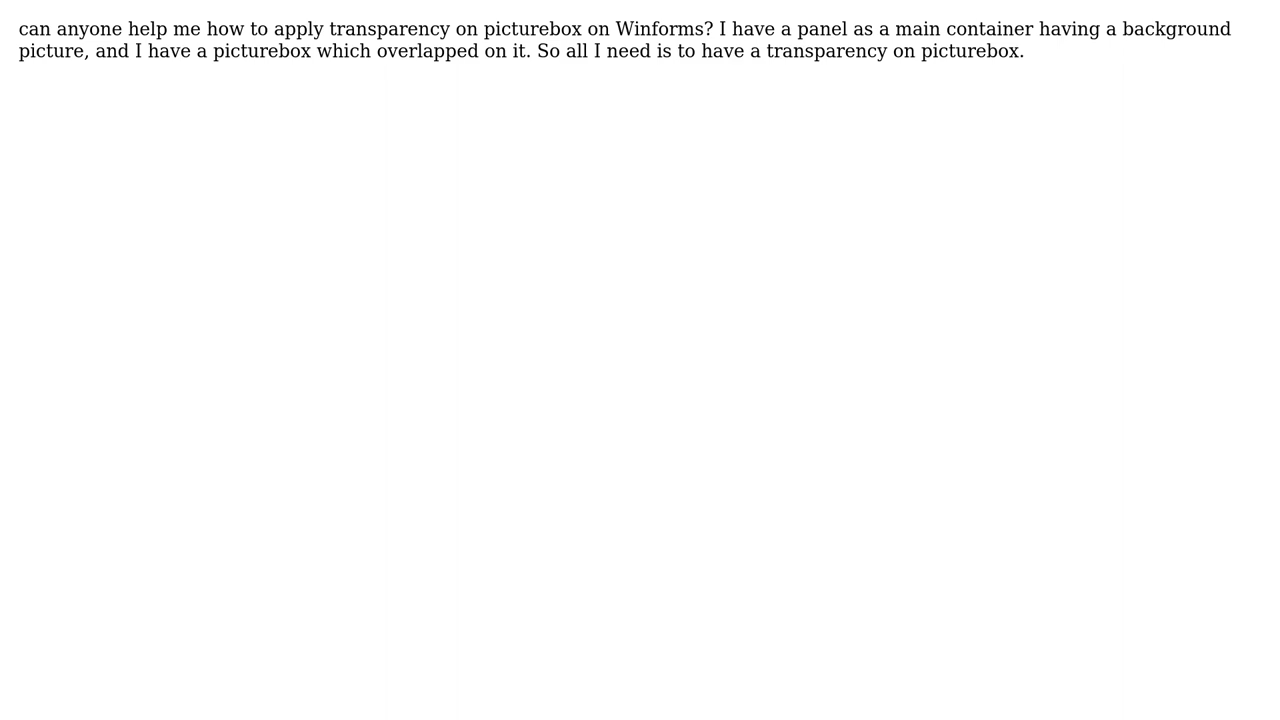 can anyone help me how to apply transparency on picturebox on Winforms? I have a panel as a main container having a background
picture, and I have a picturebox which overlapped on it. So all I need is to have a transparency on picturebox.